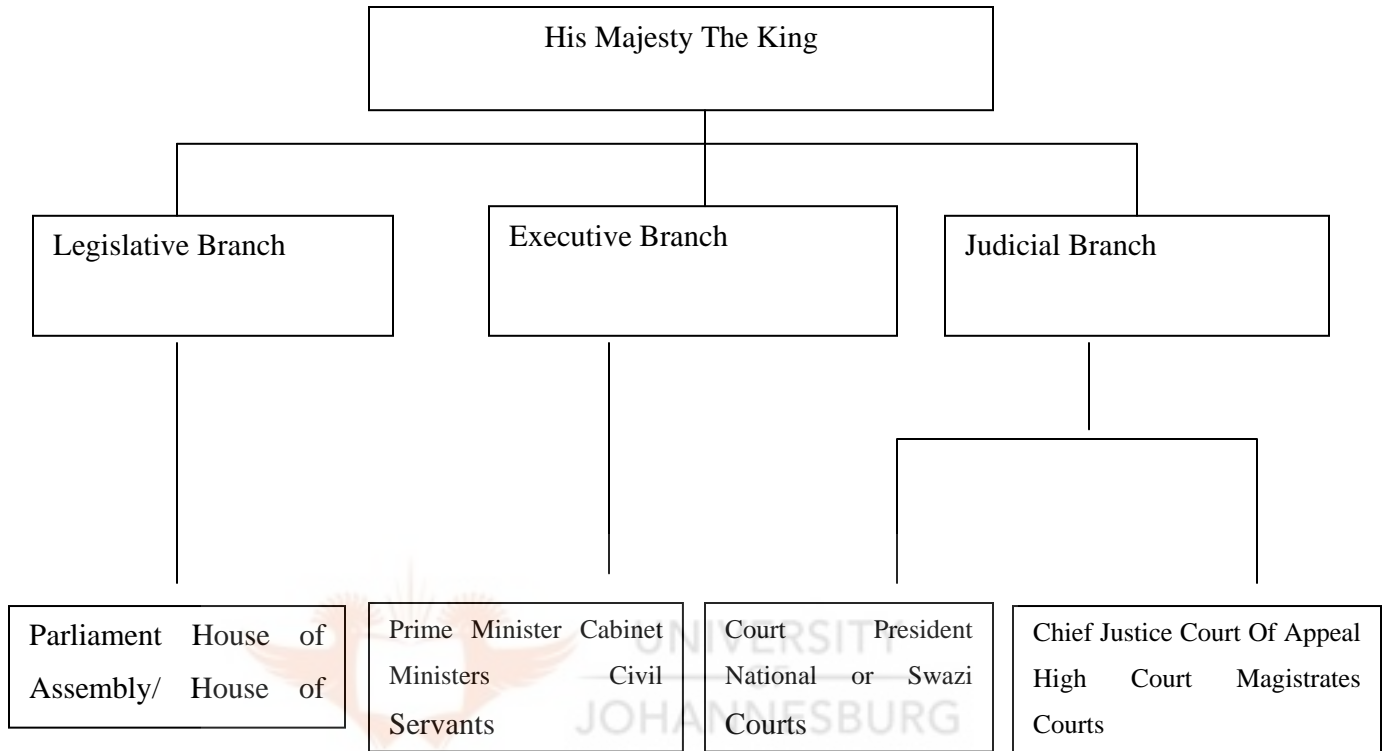 His Majesty The King
Legislative Branch
Executive Branch
Judicial Branch
Parliament House of
Assembly/ House of
Prime Minister Cabinet
Ministers Civil
Servants
Court President
National or Swazi
Courts
Chief Justice Court Of Appeal
High Court Magistrates
Courts
UNIVERSITY
OF
JOHANNESBURG